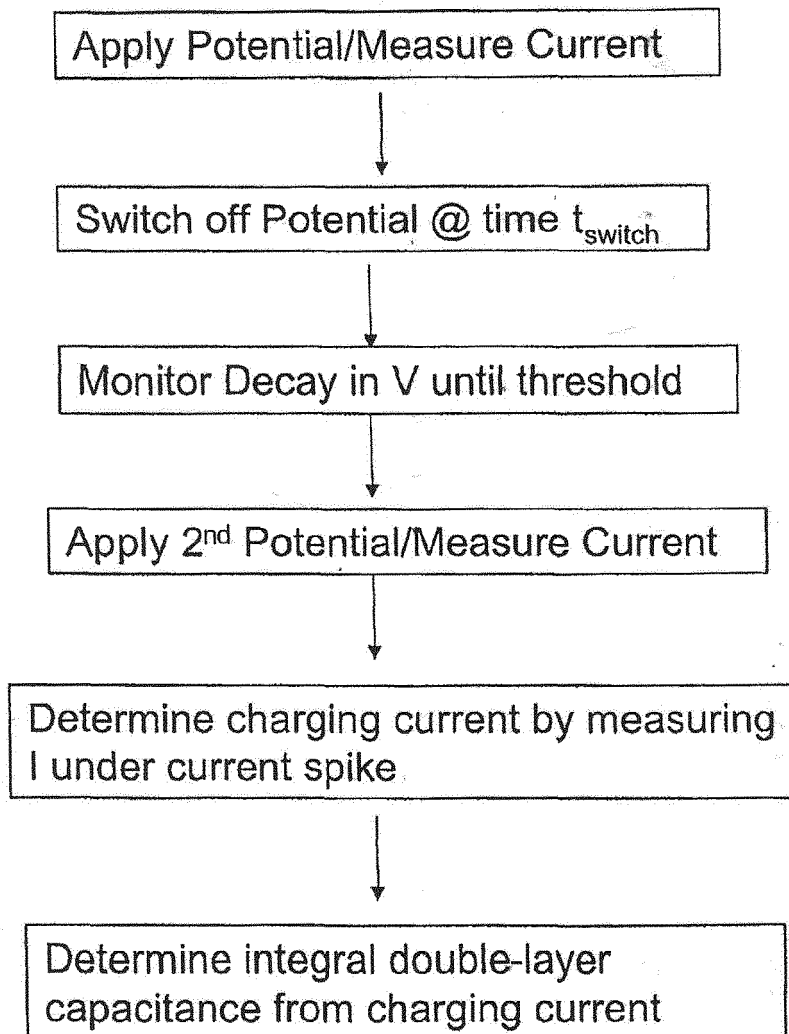 Apply Potential/Measure Current
Switch off Potential @ time t_switch
Monitor Decay in V until threshold
Apply 2nd Potential/Measure Current
Determine charging current by measuring
I under current spike
Determine integral double-layer
capacitance from charging current